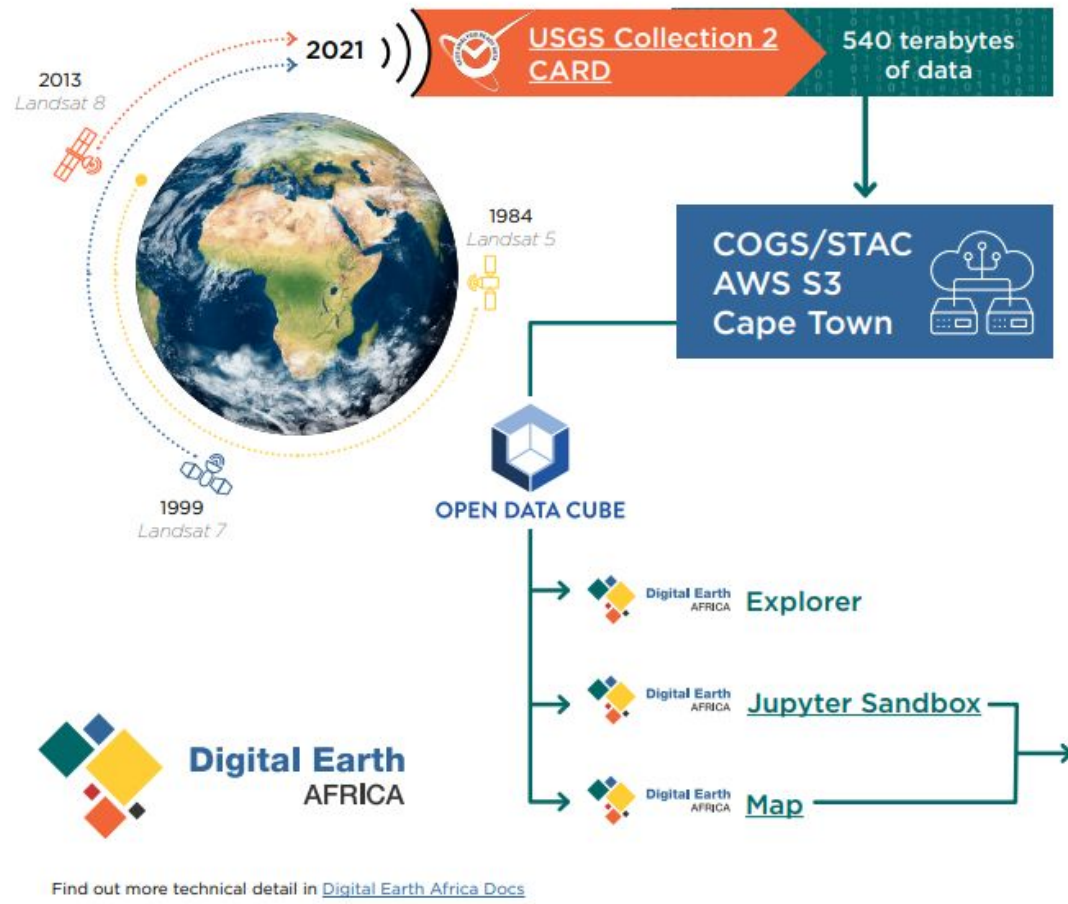 2021
USGS Collection 2
CARD
540 terabytes
of data
2013
Landsat 8
1984
Landsat 5
COGS/STAC
AWS S3
Cape Town
1999
Landsat 7
OPEN DATA CUBE
Digital Earth
AFRICA
Explorer
Digital Earth
AFRICA
Jupyter Sandbox
Digital Earth
AFRICA
Map
Digital Earth
AFRICA
Find out more technical detail in Digital Earth Africa Docs